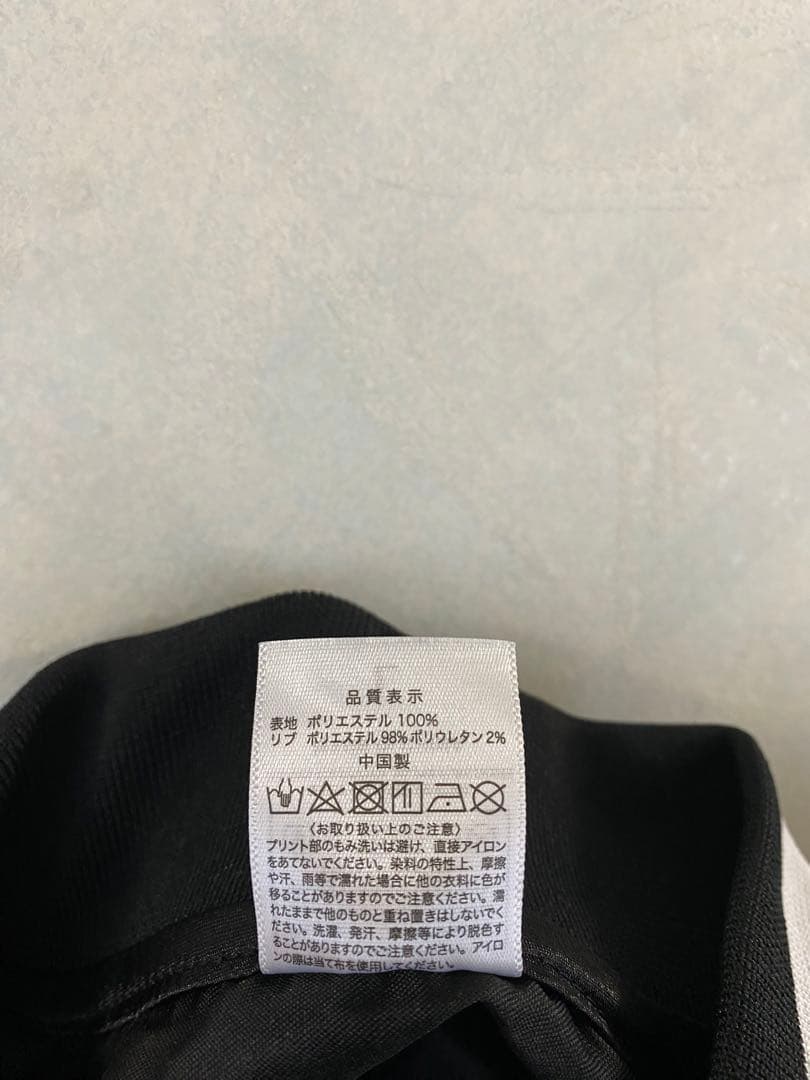 品質表示
表地 ポリエステル 100%
リブ ポリエステル 98% ポリウレタン 2%
中国製
〈お取り扱い上のご注意〉
プリント部のもみ洗いは避け、直接アイロン
をあてないでください。染料の特性上、摩擦
や汗、雨等で濡れた場合に他の衣料に色が
移ることがありますのでご注意ください。濡
れたままで他のものと重ね置きはしないでく
ださい。洗濯、発汗、摩擦等により脱色す
ることがありますのでご注意ください。アイロ
ンの際は当て布を使用してください。